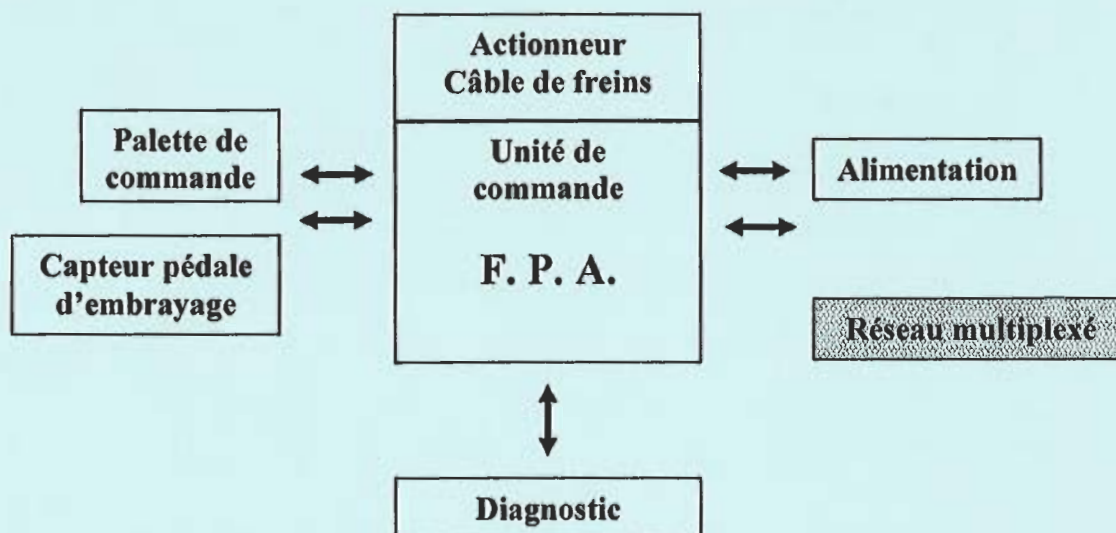 Actionneur
Câble de freins
Palette de
commande
Unité de
commande
Alimentation
Capteur pédale
d'embrayage
F. P. A.
Réseau multiplexé
Diagnostic